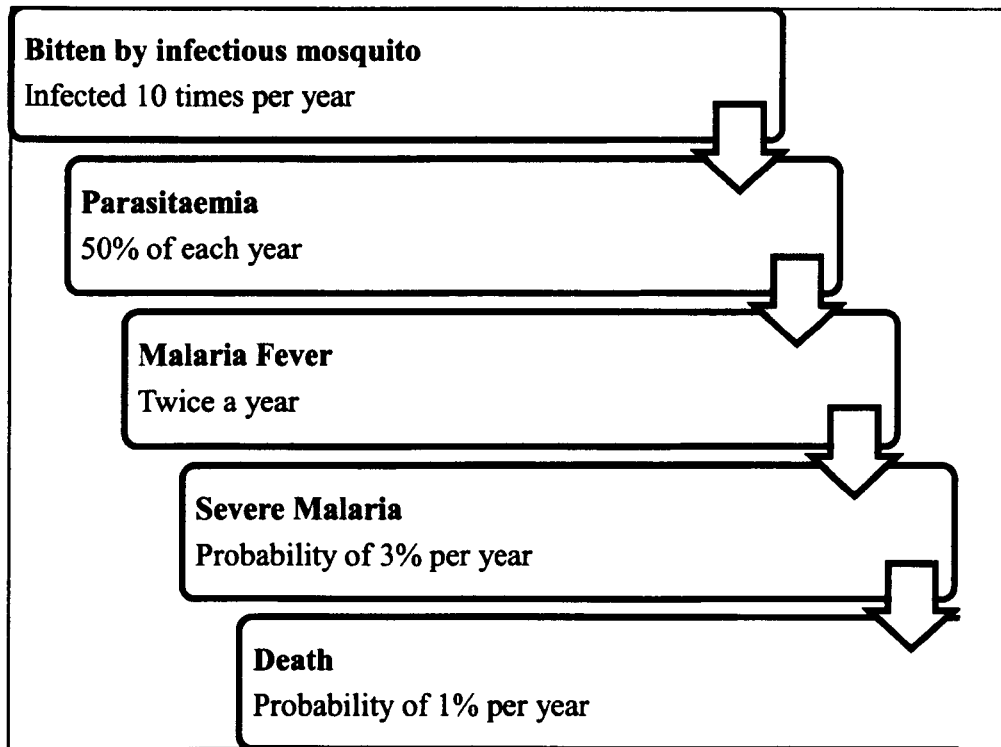 Bitten by infectious mosquito
Infected 10 times per year
Parasitaemia
50% of each year
Malaria Fever
Twice a year
Severe Malaria
Probability of 3% per year
Death
Probability of 1% per year